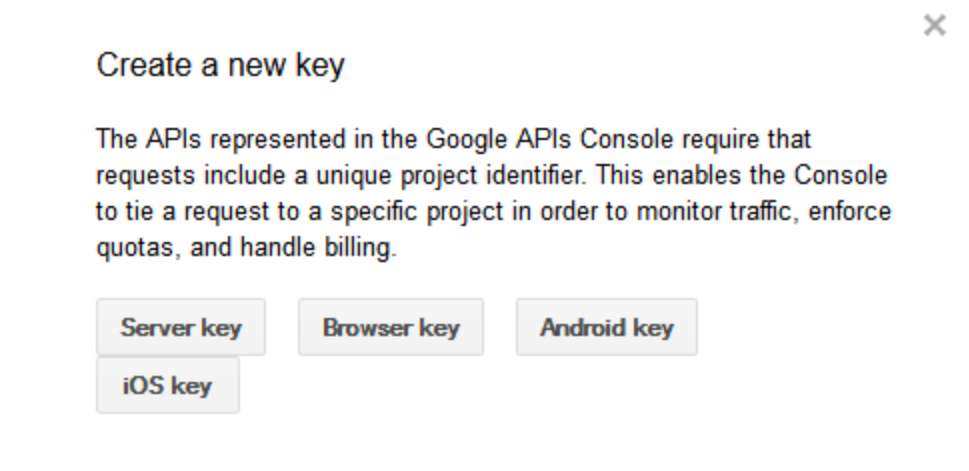 Create a new key
The APIs represented in the Google APIs Console require that
requests include a unique project identifier. This enables the Console
to tie a request to a specific project in order to monitor traffic, enforce
quotas, and handle billing.
Server key
Browser key
Android key
iOS key